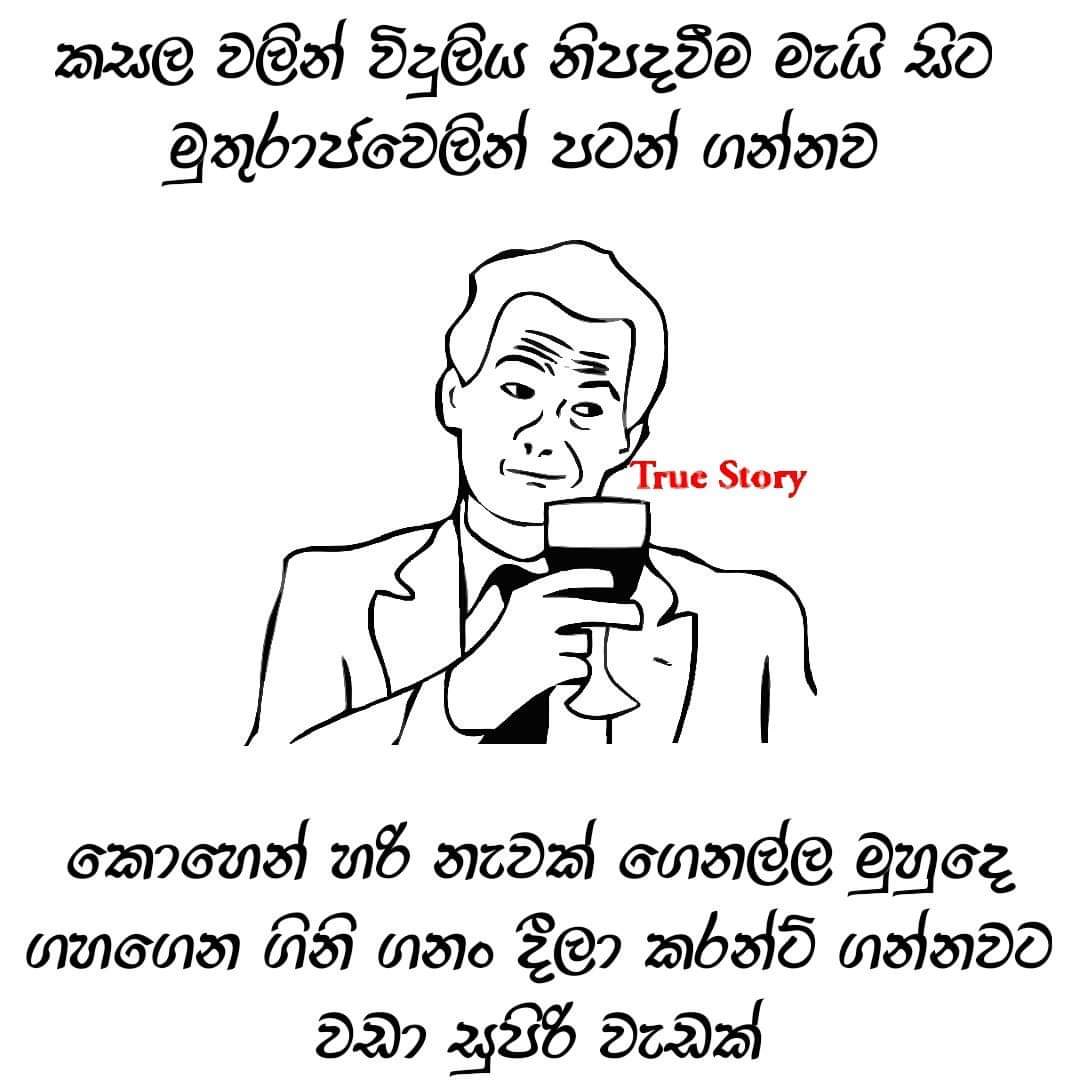 කසල වලින් විදුලිය නිපදවීම මැයි සිට
මුතුරාජවෙලින් පටන් ගන්නව
True Story
කොහෙන් හරි නැවක් ගෙනල්ල මුහුදෙ
ගහගෙන ගිනි ගනං දීලා කරන්ට් ගන්නවට
වඩා සුපිරි වැඩක්